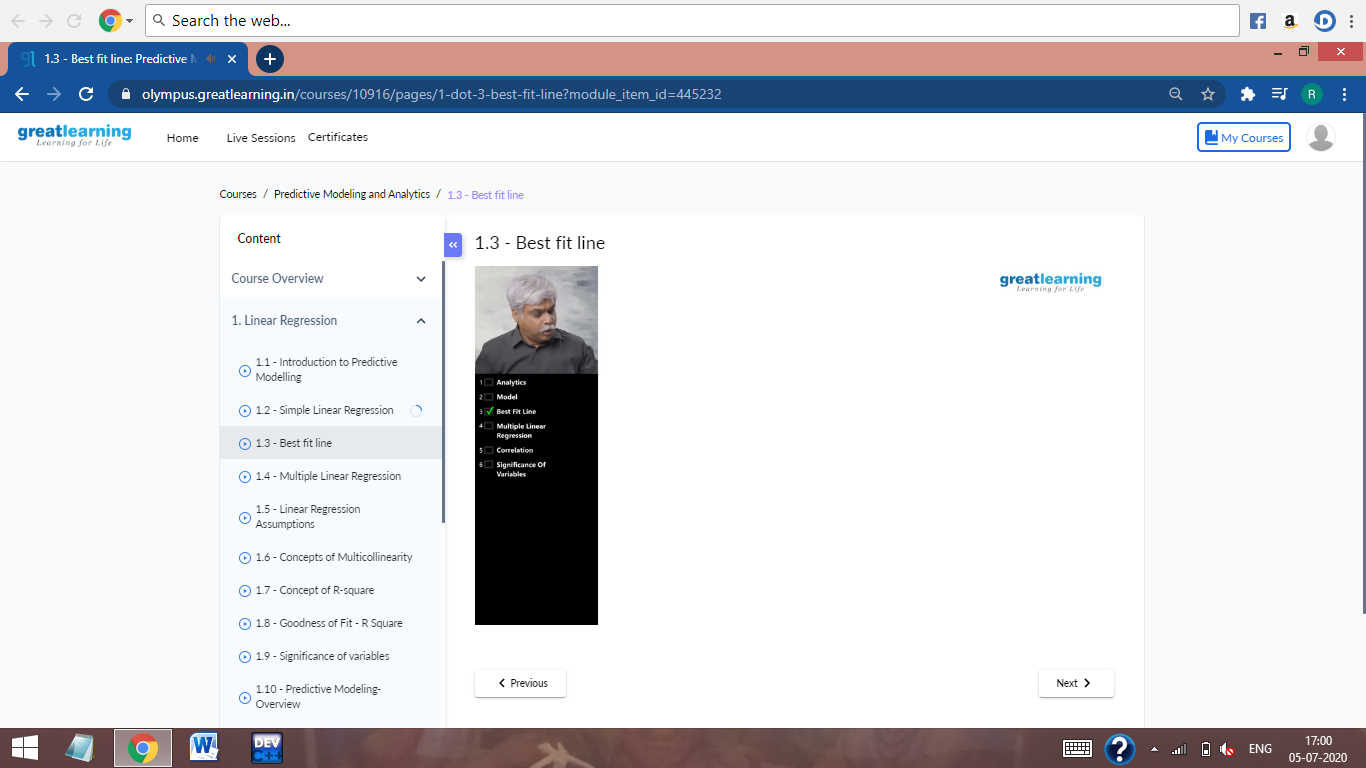 Search the web...
1.3 - Best fit line: Predictive M
olympus.greatlearning.in/courses/10916/pages/1-dot-3-best-fit-line?module_item_id=445232
R
greatlearning
Learning for Life
Home
Live Sessions
Certificates
My Courses
Courses / Predictive Modeling and Analytics / 1.3 - Best fit line
Content
Course Overview
1. Linear Regression
1.1 - Introduction to Predictive
Modelling
1.2 - Simple Linear Regression
1.3 - Best fit line
1.4 - Multiple Linear Regression
1.5 - Linear Regression
Assumptions
1.6 - Concepts of Multicollinearity
1.7 - Concept of R-square
1.8 - Goodness of Fit - R Square
1.9 - Significance of variables
1.10 - Predictive Modeling-
Overview
1.3 - Best fit line
greatlearning
Learning for Life
1 Analytics
2 Model
3 Best Fit Line
4 Multiple Linear
Regression
5 Correlation
6 Significance Of
Variables
Previous
Next
DEV
C++
ENG
17:00
05-07-2020